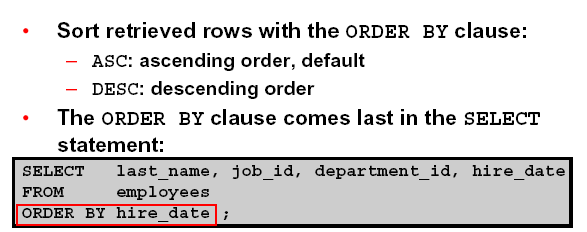 • Sort retrieved rows with the ORDER BY clause:
– ASC: ascending order, default
– DESC: descending order
• The ORDER BY clause comes last in the SELECT
statement:
SELECT last_name, job_id, department_id, hire_date
FROM employees
ORDER BY hire_date ;